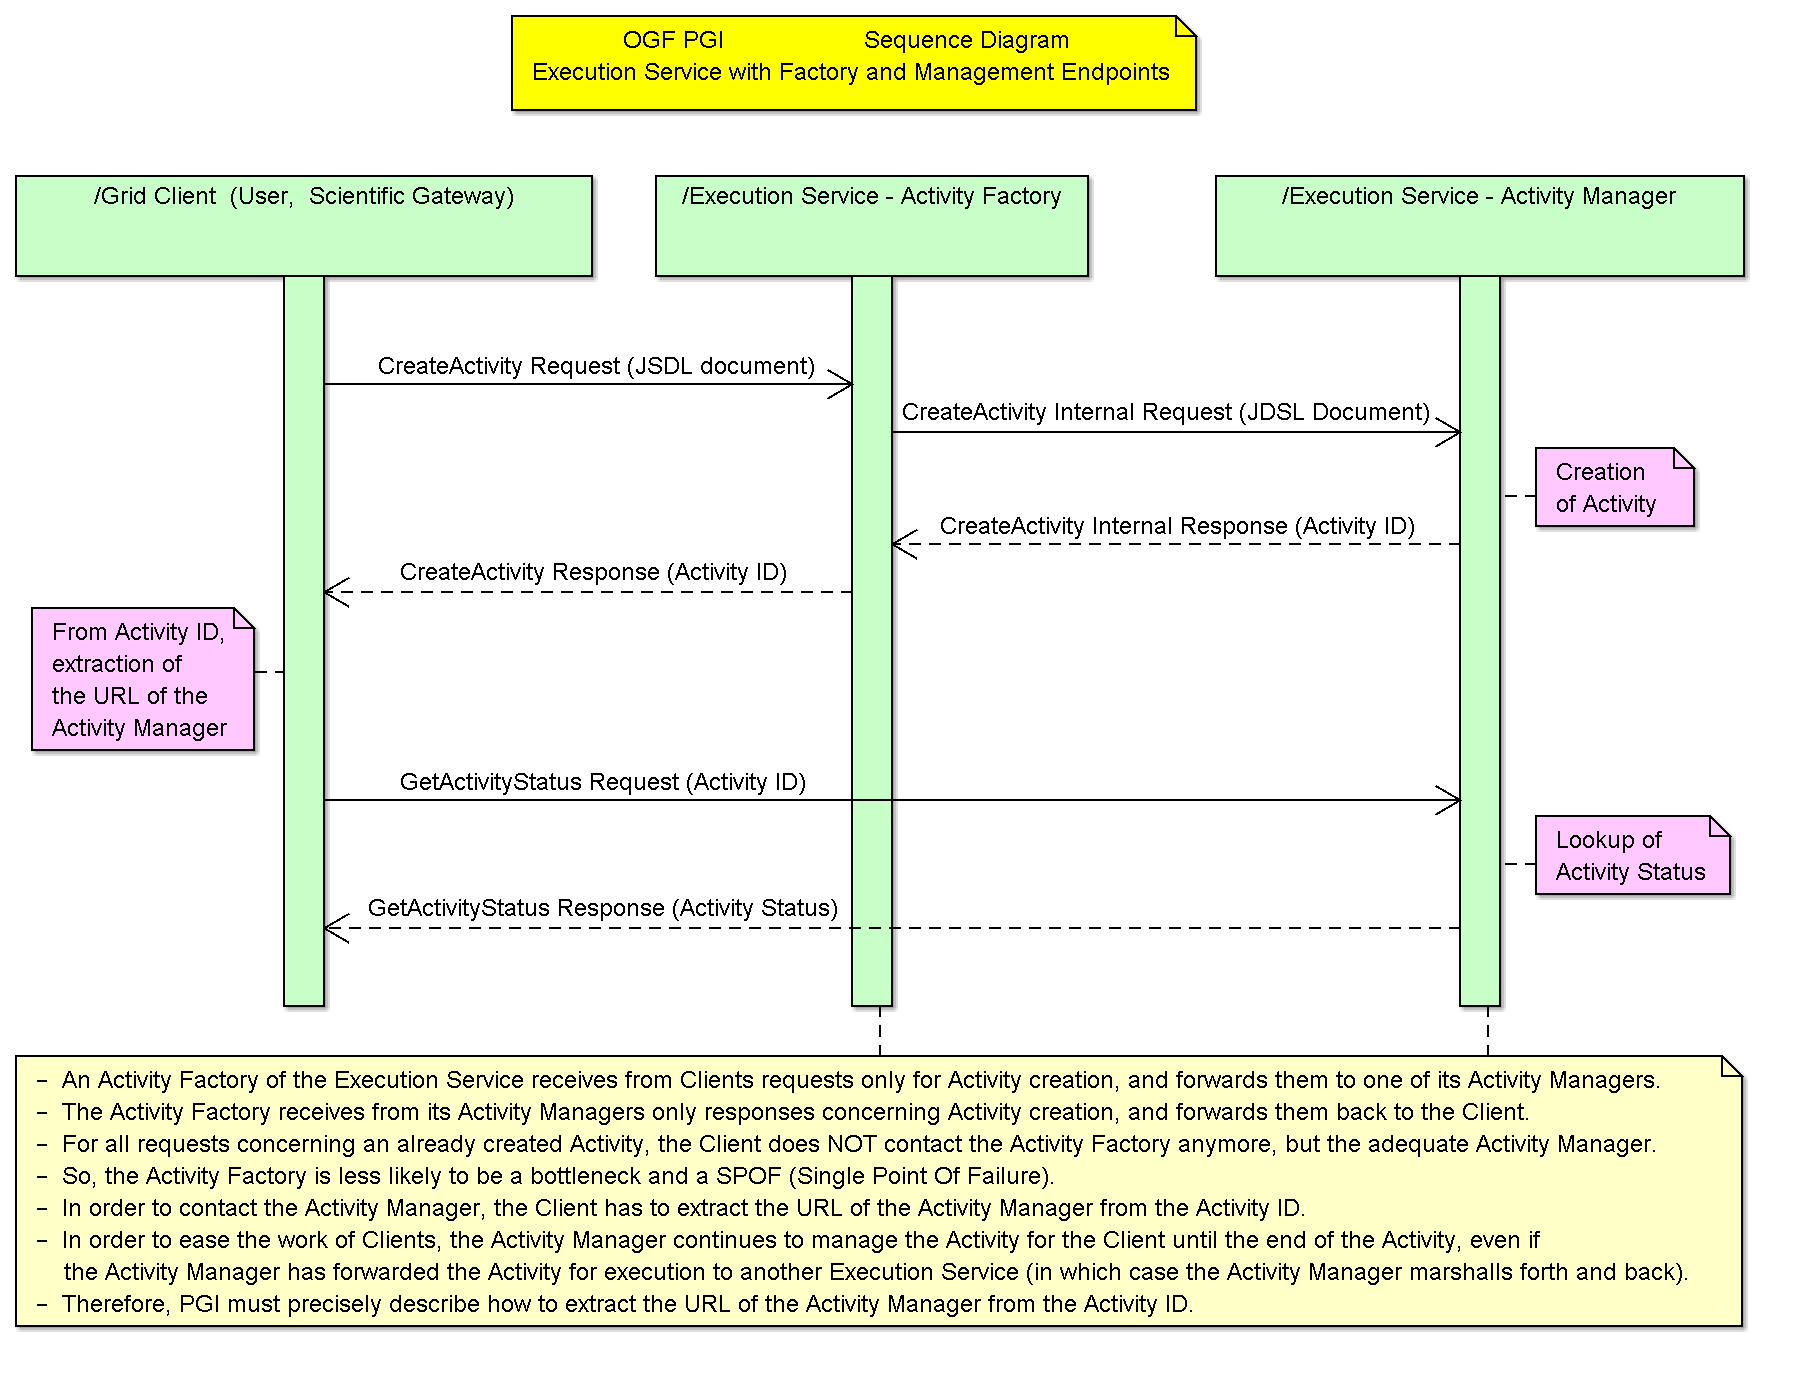 OGF PGI Sequence Diagram
Execution Service with Factory and Management Endpoints
/Grid Client (User, Scientific Gateway)
/Execution Service - Activity Factory
/Execution Service - Activity Manager
CreateActivity Request (JSDL document)
CreateActivity Internal Request (JDSL Document)
Creation
of Activity
CreateActivity Internal Response (Activity ID)
CreateActivity Response (Activity ID)
From Activity ID,
extraction of
the URL of the
Activity Manager
GetActivityStatus Request (Activity ID)
Lookup of
Activity Status
GetActivityStatus Response (Activity Status)
– An Activity Factory of the Execution Service receives from Clients requests only for Activity creation, and forwards them to one of its Activity Managers.
– The Activity Factory receives from its Activity Managers only responses concerning Activity creation, and forwards them back to the Client.
– For all requests concerning an already created Activity, the Client does NOT contact the Activity Factory anymore, but the adequate Activity Manager.
– So, the Activity Factory is less likely to be a bottleneck and a SPOF (Single Point Of Failure).
– In order to contact the Activity Manager, the Client has to extract the URL of the Activity Manager from the Activity ID.
– In order to ease the work of Clients, the Activity Manager continues to manage the Activity for the Client until the end of the Activity, even if
the Activity Manager has forwarded the Activity for execution to another Execution Service (in which case the Activity Manager marshalls forth and back).
– Therefore, PGI must precisely describe how to extract the URL of the Activity Manager from the Activity ID.